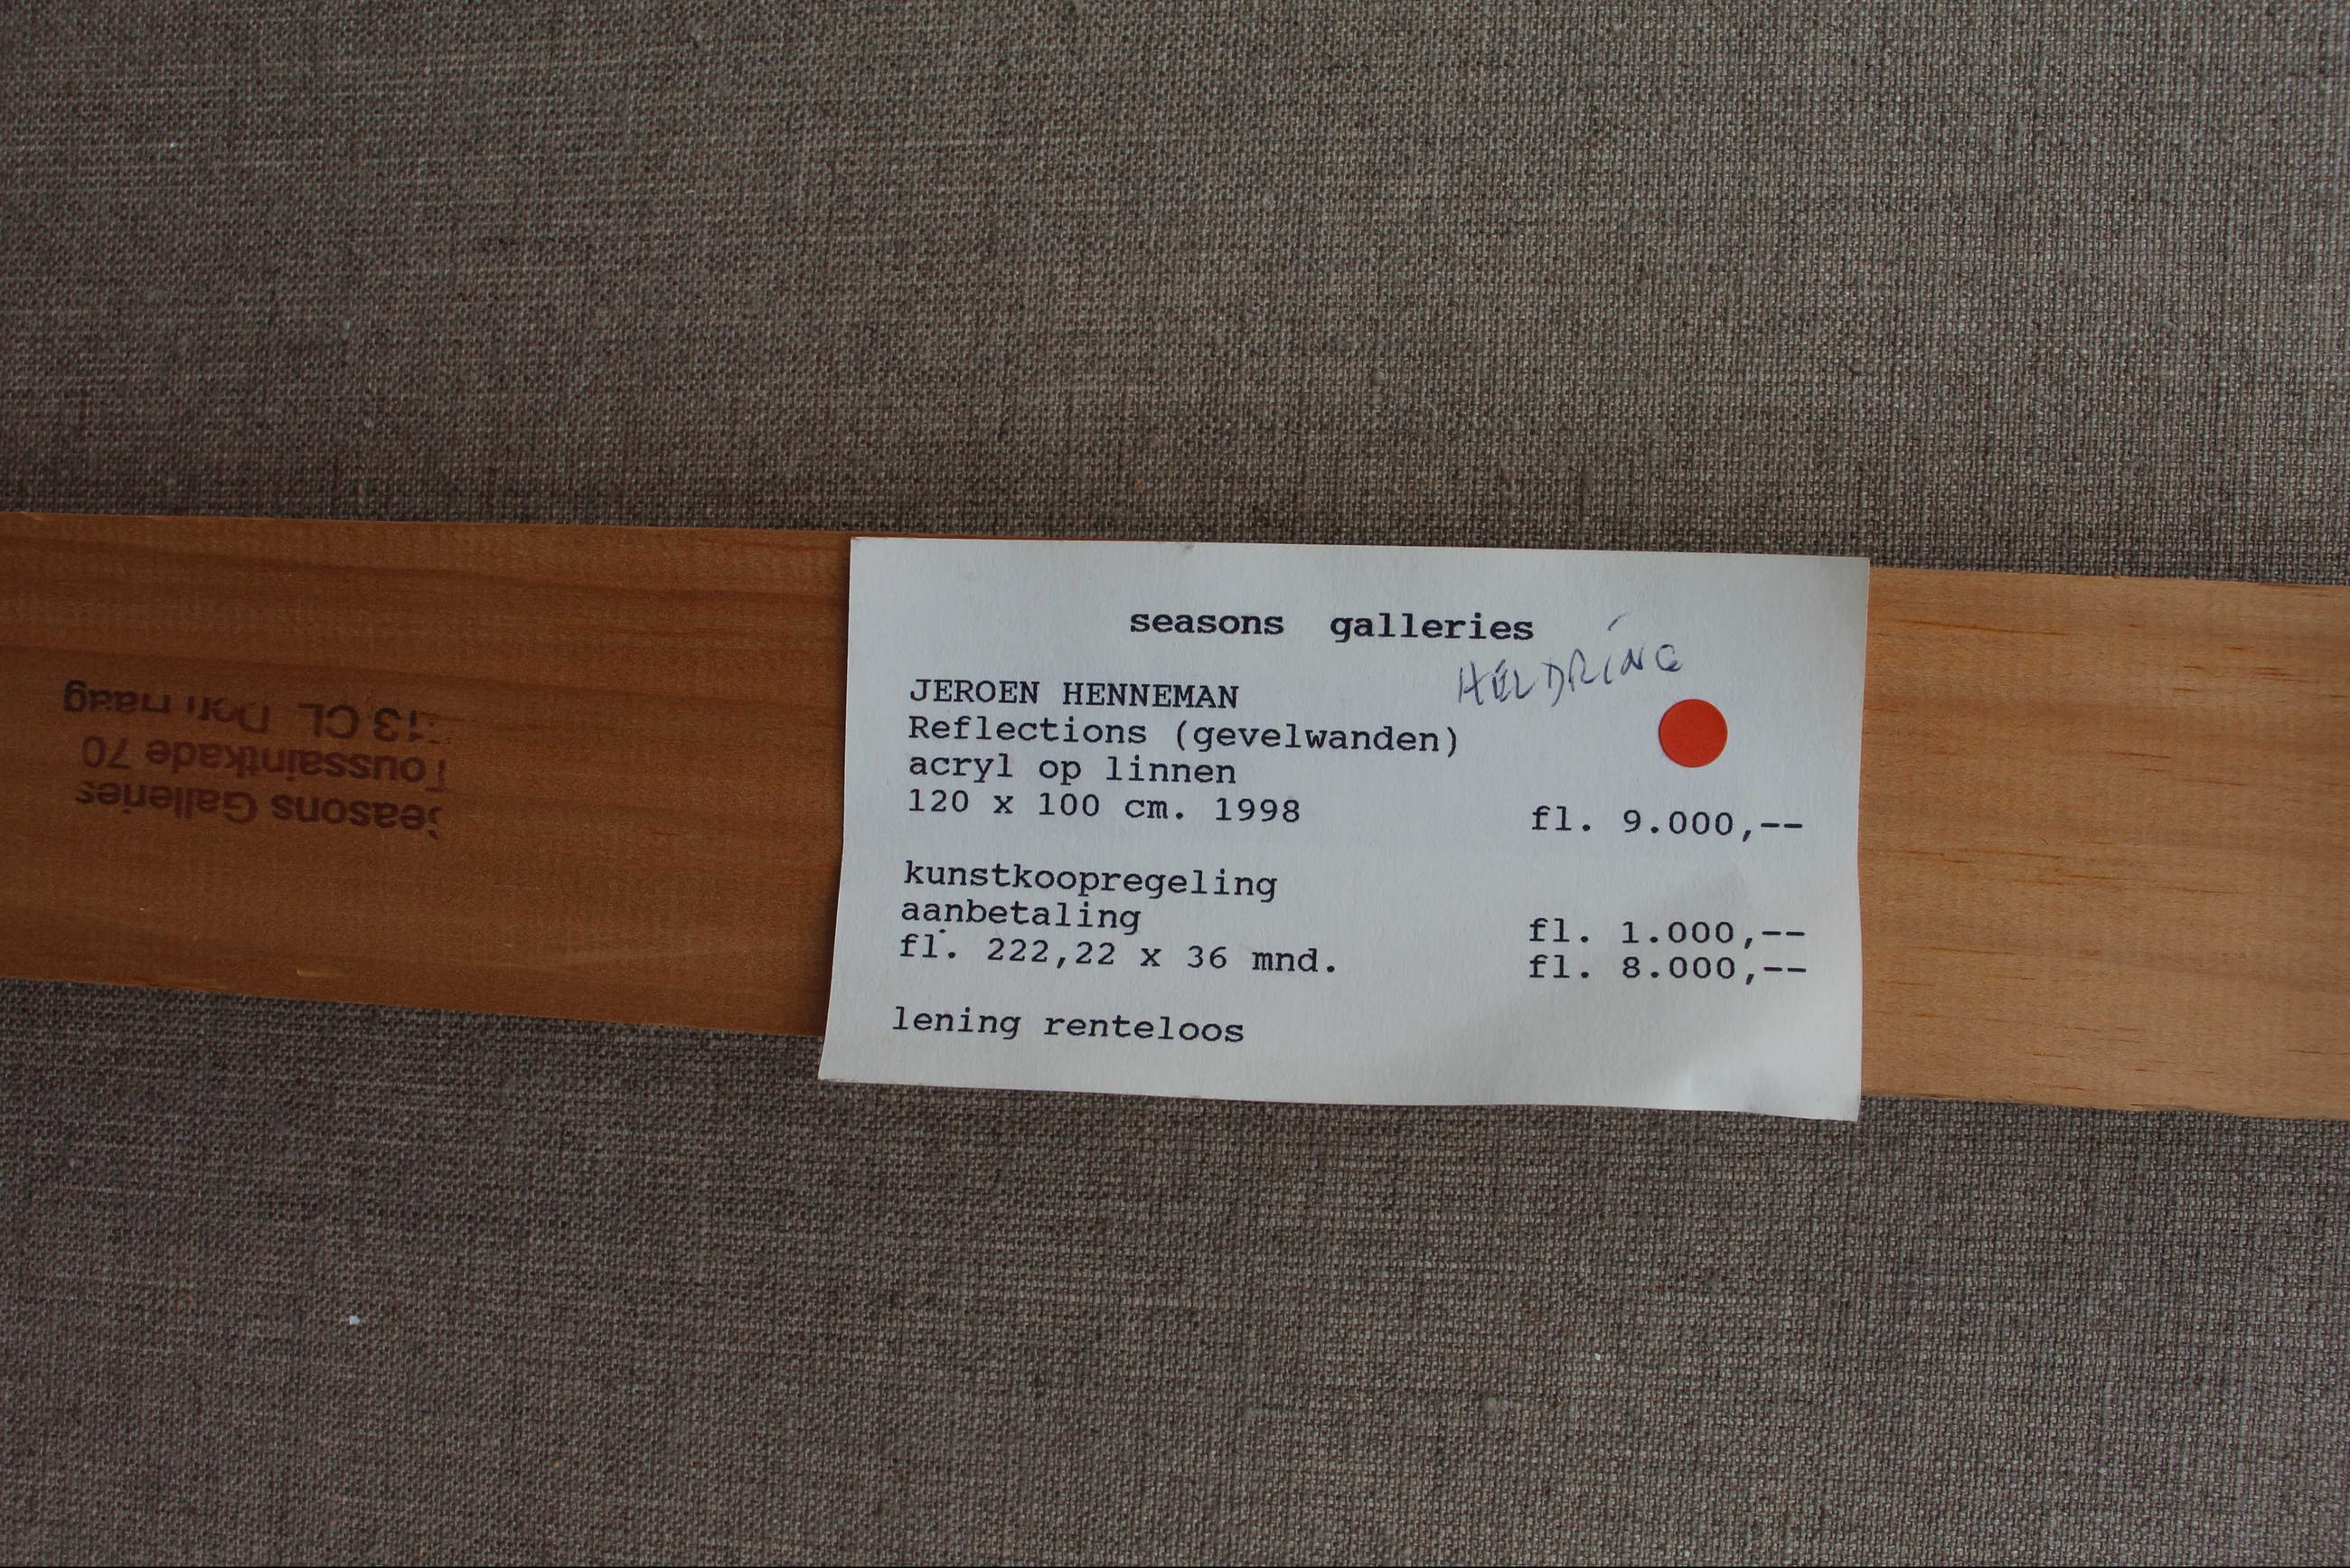 seasons galleries
HELDRING
JEROEN HENNEMAN
Reflections (gevelwanden)
acryl op linnen
120 x 100 cm. 1998 fl. 9.000,--
kunstkoopregeling
aanbetaling fl. 1.000,--
fl. 222,22 x 36 mnd. fl. 8.000,--
lening renteloos
Seasons Galleries
Toussaintkade 70
13 CL Den Haag